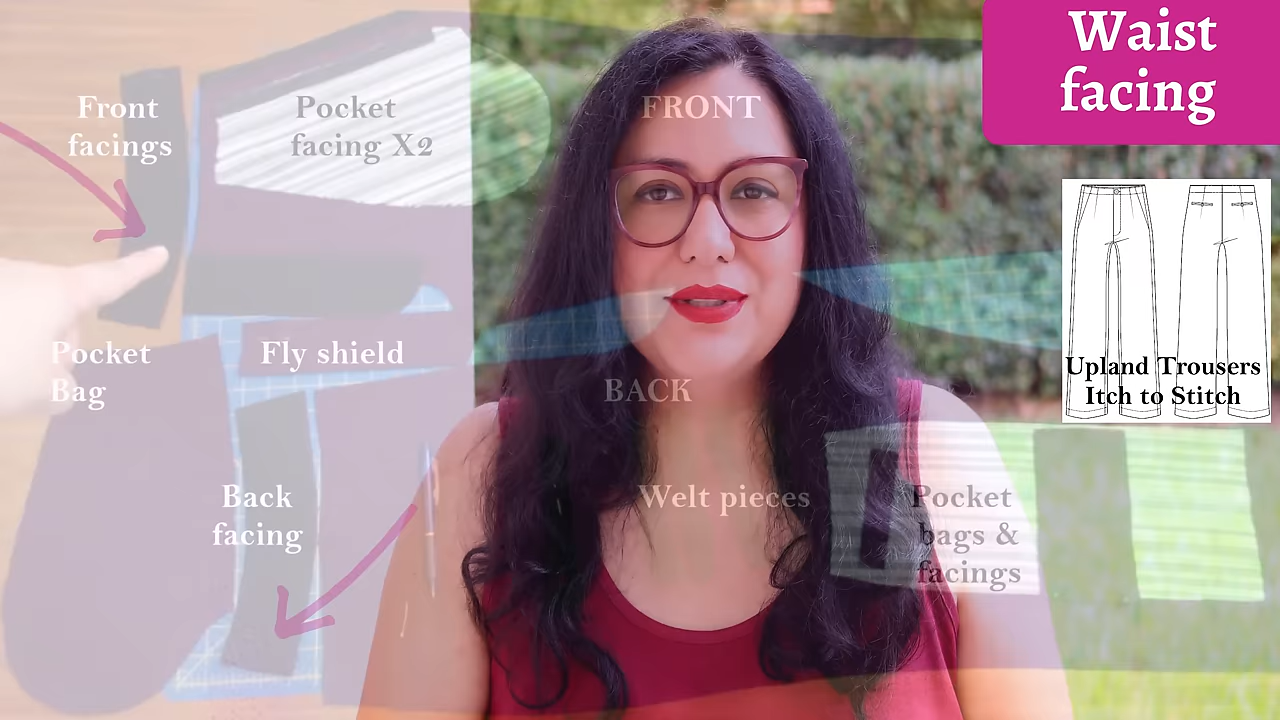 Waist
facing
Front
facings
Pocket
facing X2
FRONT
Pocket
Bag
Fly shield
BACK
Upland Trousers
Itch to Stitch
Back
facing
Welt pieces
Pocket
bags &
facings